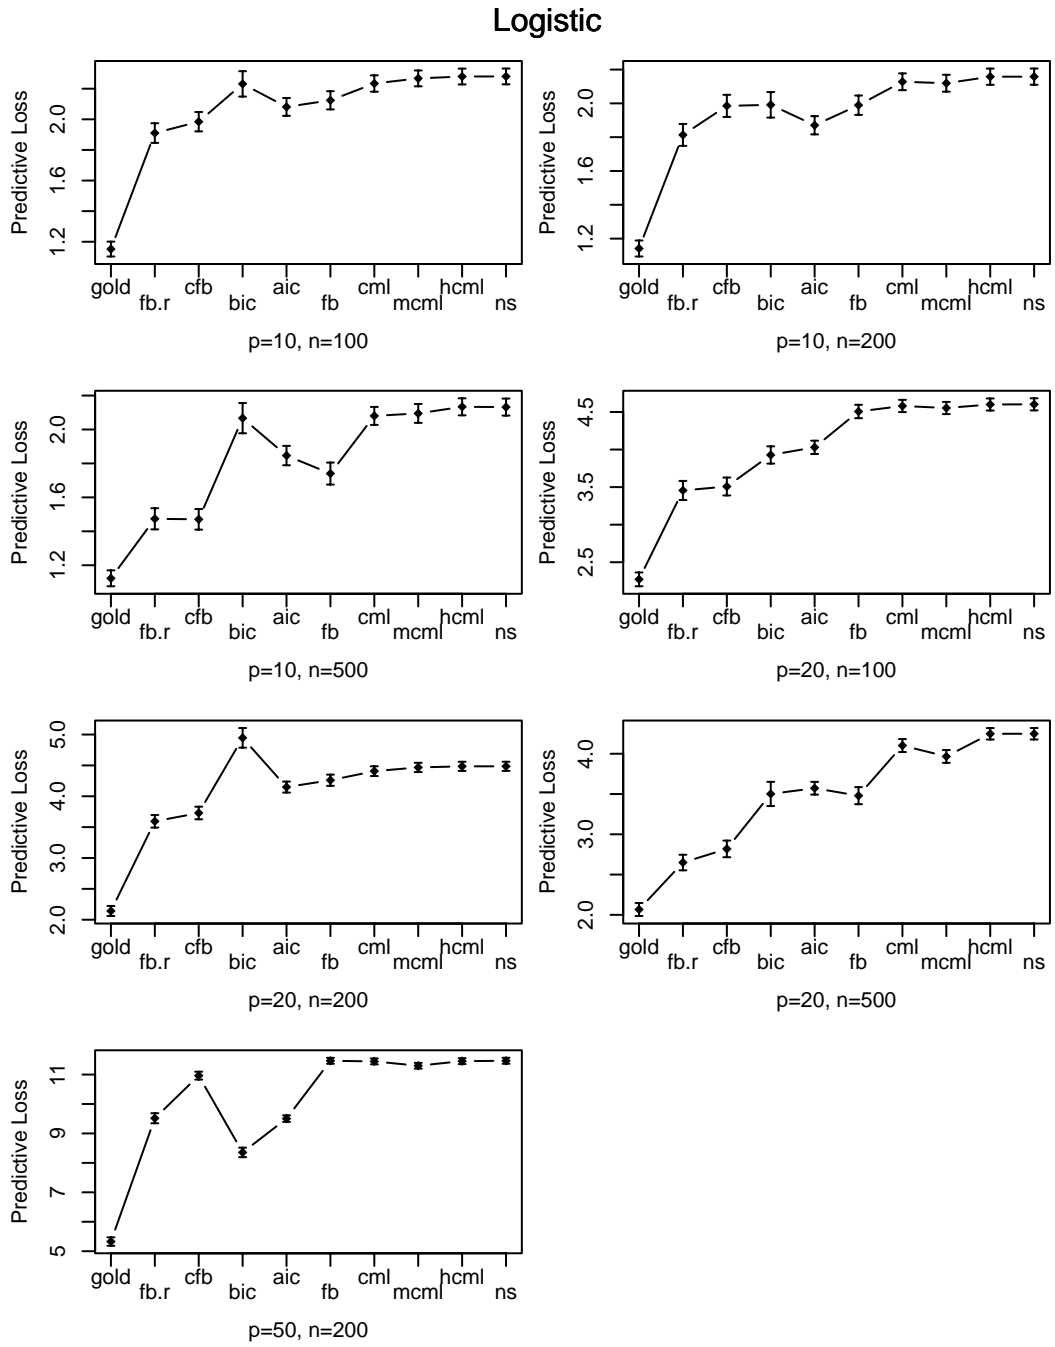 Logistic
Predictive Loss
2.0
1.6
1.2
gold fb.r cfb bic aic fb cml mcml hcml ns
p=10, n=100
Predictive Loss
2.0
1.6
1.2
gold fb.r cfb bic aic fb cml mcml hcml ns
p=10, n=200
Predictive Loss
2.0
1.6
1.2
gold fb.r cfb bic aic fb cml mcml hcml ns
p=10, n=500
Predictive Loss
4.5
3.5
2.5
gold fb.r cfb bic aic fb cml mcml hcml ns
p=20, n=100
Predictive Loss
5.0
4.0
3.0
2.0
gold fb.r cfb bic aic fb cml mcml hcml ns
p=20, n=200
Predictive Loss
4.0
3.0
2.0
gold fb.r cfb bic aic fb cml mcml hcml ns
p=20, n=500
Predictive Loss
11
9
7
5
gold fb.r cfb bic aic fb cml mcml hcml ns
p=50, n=200